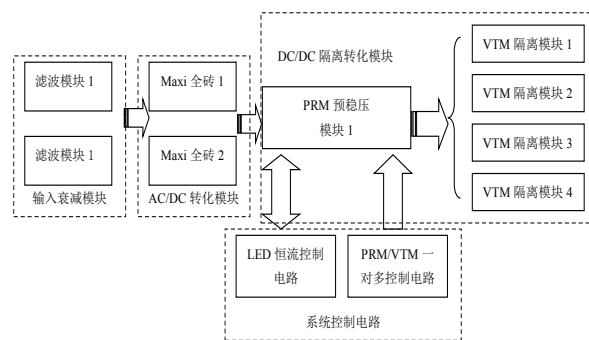 DC/DC 隔离转化模块
滤波模块 1
滤波模块 1
输入衰减模块
Maxi 全砖 1
Maxi 全砖 2
AC/DC 转化模块
PRM 预稳压
模块 1
VTM 隔离模块 1
VTM 隔离模块 2
VTM 隔离模块 3
VTM 隔离模块 4
LED 恒流控制
电路
PRM/VTM 一
对多控制电路
系统控制电路